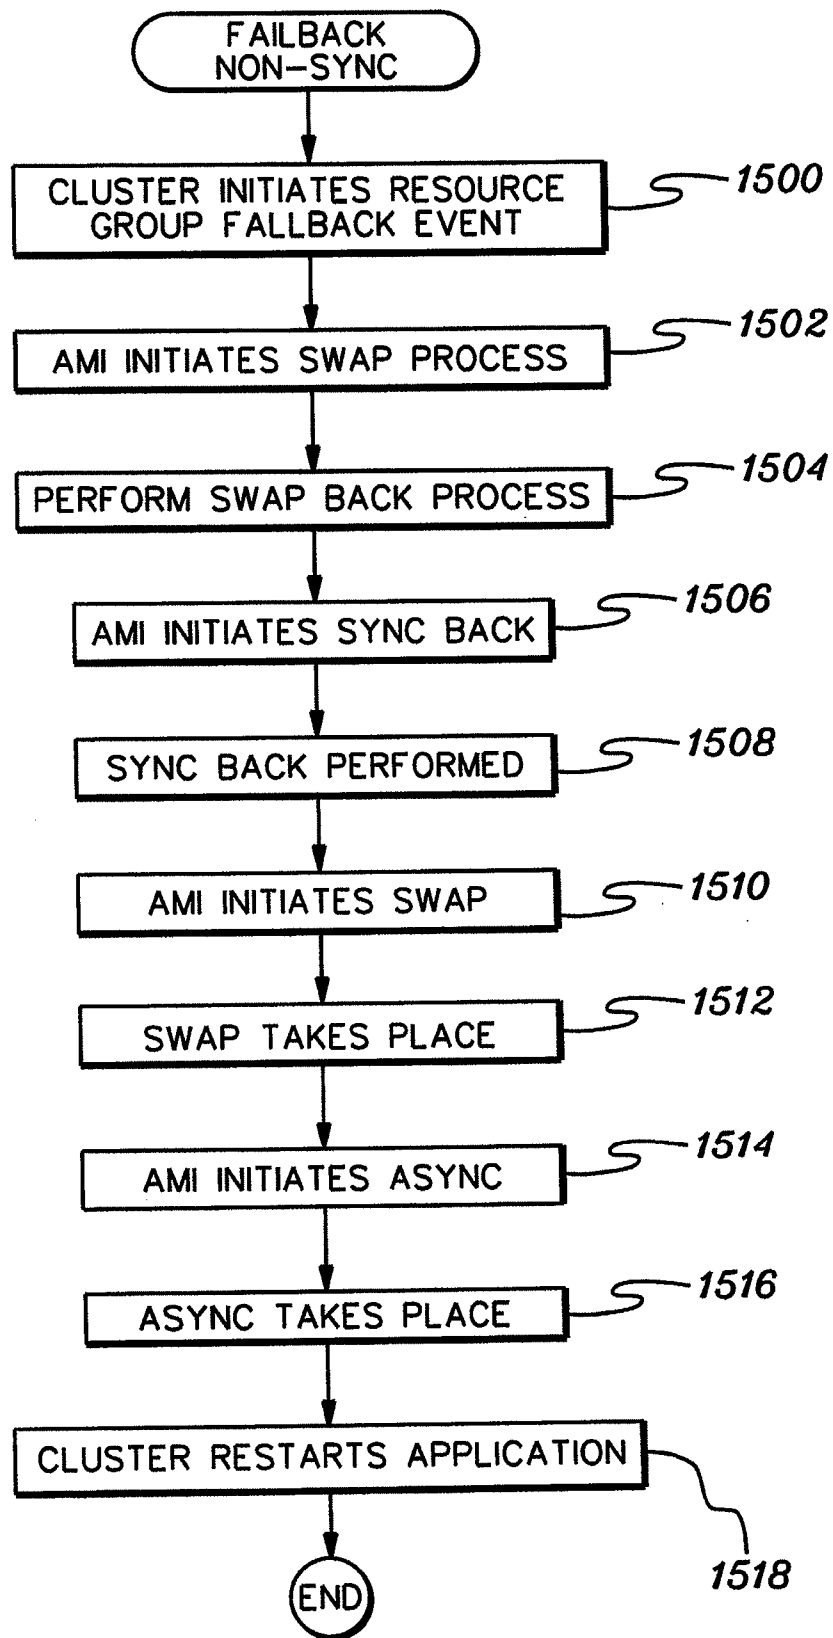 FAILBACK
NON-SYNC
CLUSTER INITIATES RESOURCE
GROUP FALLBACK EVENT
1500
AMI INITIATES SWAP PROCESS
1502
PERFORM SWAP BACK PROCESS
1504
AMI INITIATES SYNC BACK
1506
SYNC BACK PERFORMED
1508
AMI INITIATES SWAP
1510
SWAP TAKES PLACE
1512
AMI INITIATES ASYNC
1514
ASYNC TAKES PLACE
1516
CLUSTER RESTARTS APPLICATION
1518
END